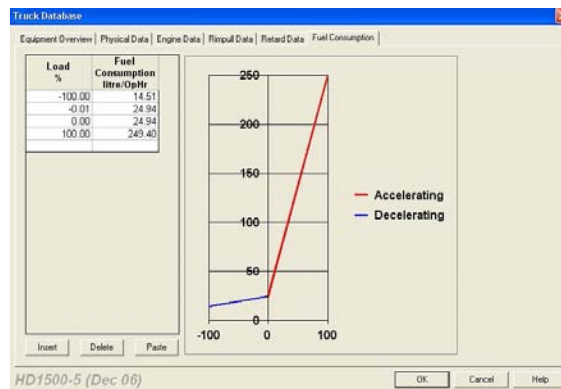 Truck Database
Equipment Overview Physical Data Engine Data Rimpull Data Retard Data Fuel Consumption
Load
%
Fuel
Consumption
litre/OpHr
-100.00 14.51
-0.01 24.94
0.00 24.94
100.00 249.40
250
200
150
100
50
0
-100 0 100
Accelerating
Decelerating
Insert Delete Paste
HD1500-5 (Dec 06)
OK Cancel Help